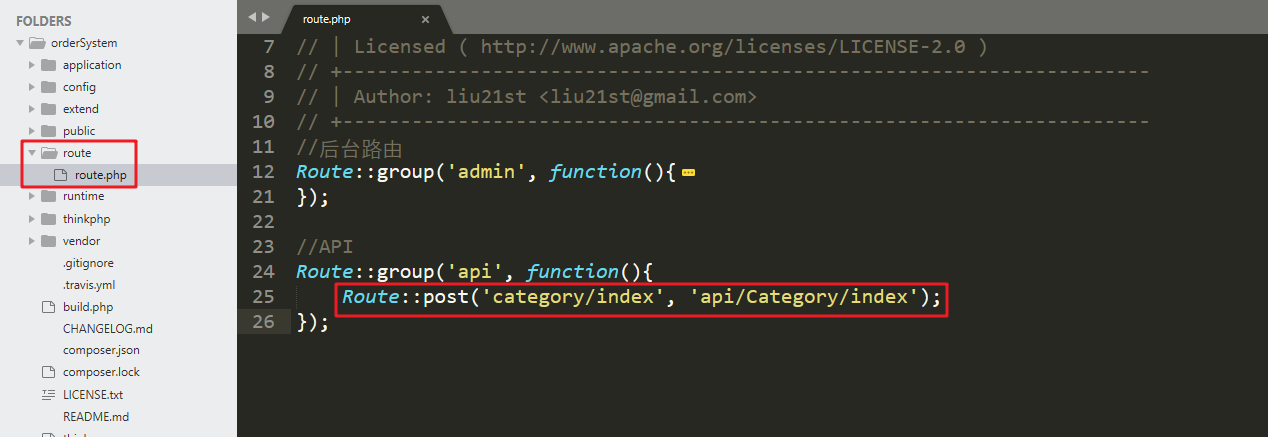 FOLDERS
orderSystem
application
config
extend
public
route
route.php
runtime
thinkphp
vendor
.gitignore
.travis.yml
build.php
CHANGELOG.md
composer.json
composer.lock
LICENSE.txt
README.md
route.php ×
7 // | Licensed ( http://www.apache.org/licenses/LICENSE-2.0 )
8 // +----------------------------------------------------------------------
9 // | Author: liu21st <liu21st@gmail.com>
10 // +----------------------------------------------------------------------
11 //后台路由
12 Route::group('admin', function(){
21 });
22
23 //API
24 Route::group('api', function(){
25 Route::post('category/index', 'api/Category/index');
26 });